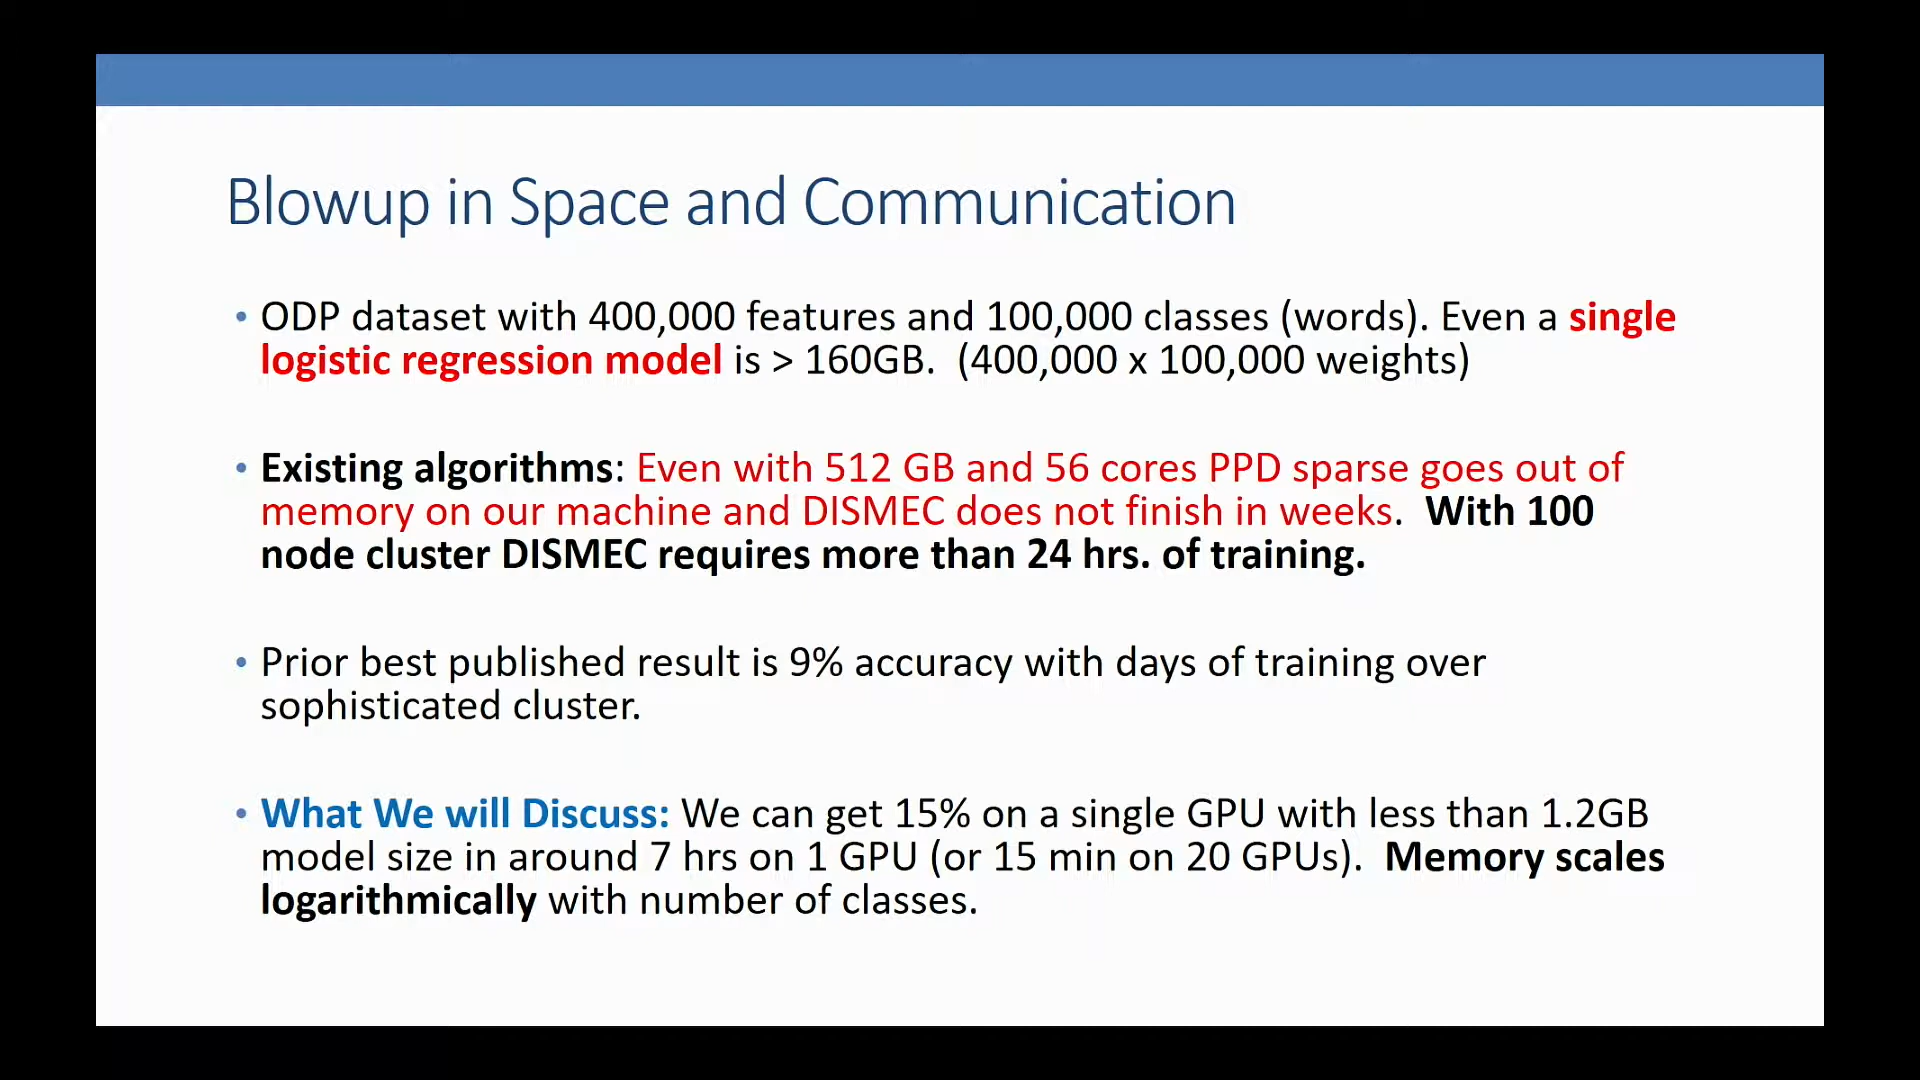 Blowup in Space and Communication
• ODP dataset with 400,000 features and 100,000 classes (words). Even a single
logistic regression model is > 160GB.  (400,000 x 100,000 weights)
• Existing algorithms: Even with 512 GB and 56 cores PPD sparse goes out of
memory on our machine and DISMEC does not finish in weeks.  With 100
node cluster DISMEC requires more than 24 hrs. of training.
• Prior best published result is 9% accuracy with days of training over
sophisticated cluster.
• What We will Discuss: We can get 15% on a single GPU with less than 1.2GB
model size in around 7 hrs on 1 GPU (or 15 min on 20 GPUs).  Memory scales
logarithmically with number of classes.